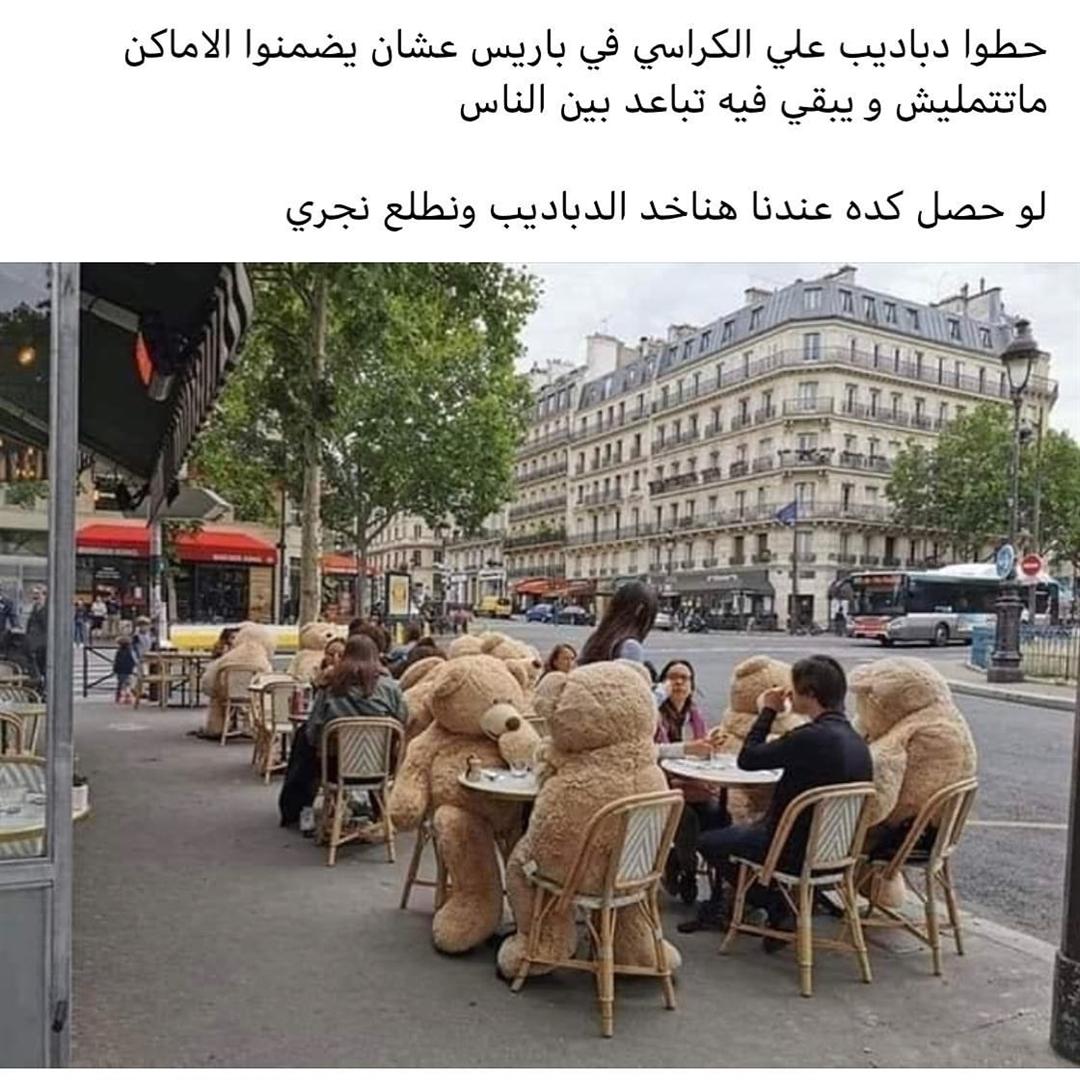 حطوا دباديب علي الكراسي في باريس عشان يضمنوا الاماكن
ماتتمليش و يبقي فيه تباعد بين الناس
لو حصل كده عندنا هناخد الدباديب ونطلع نجري